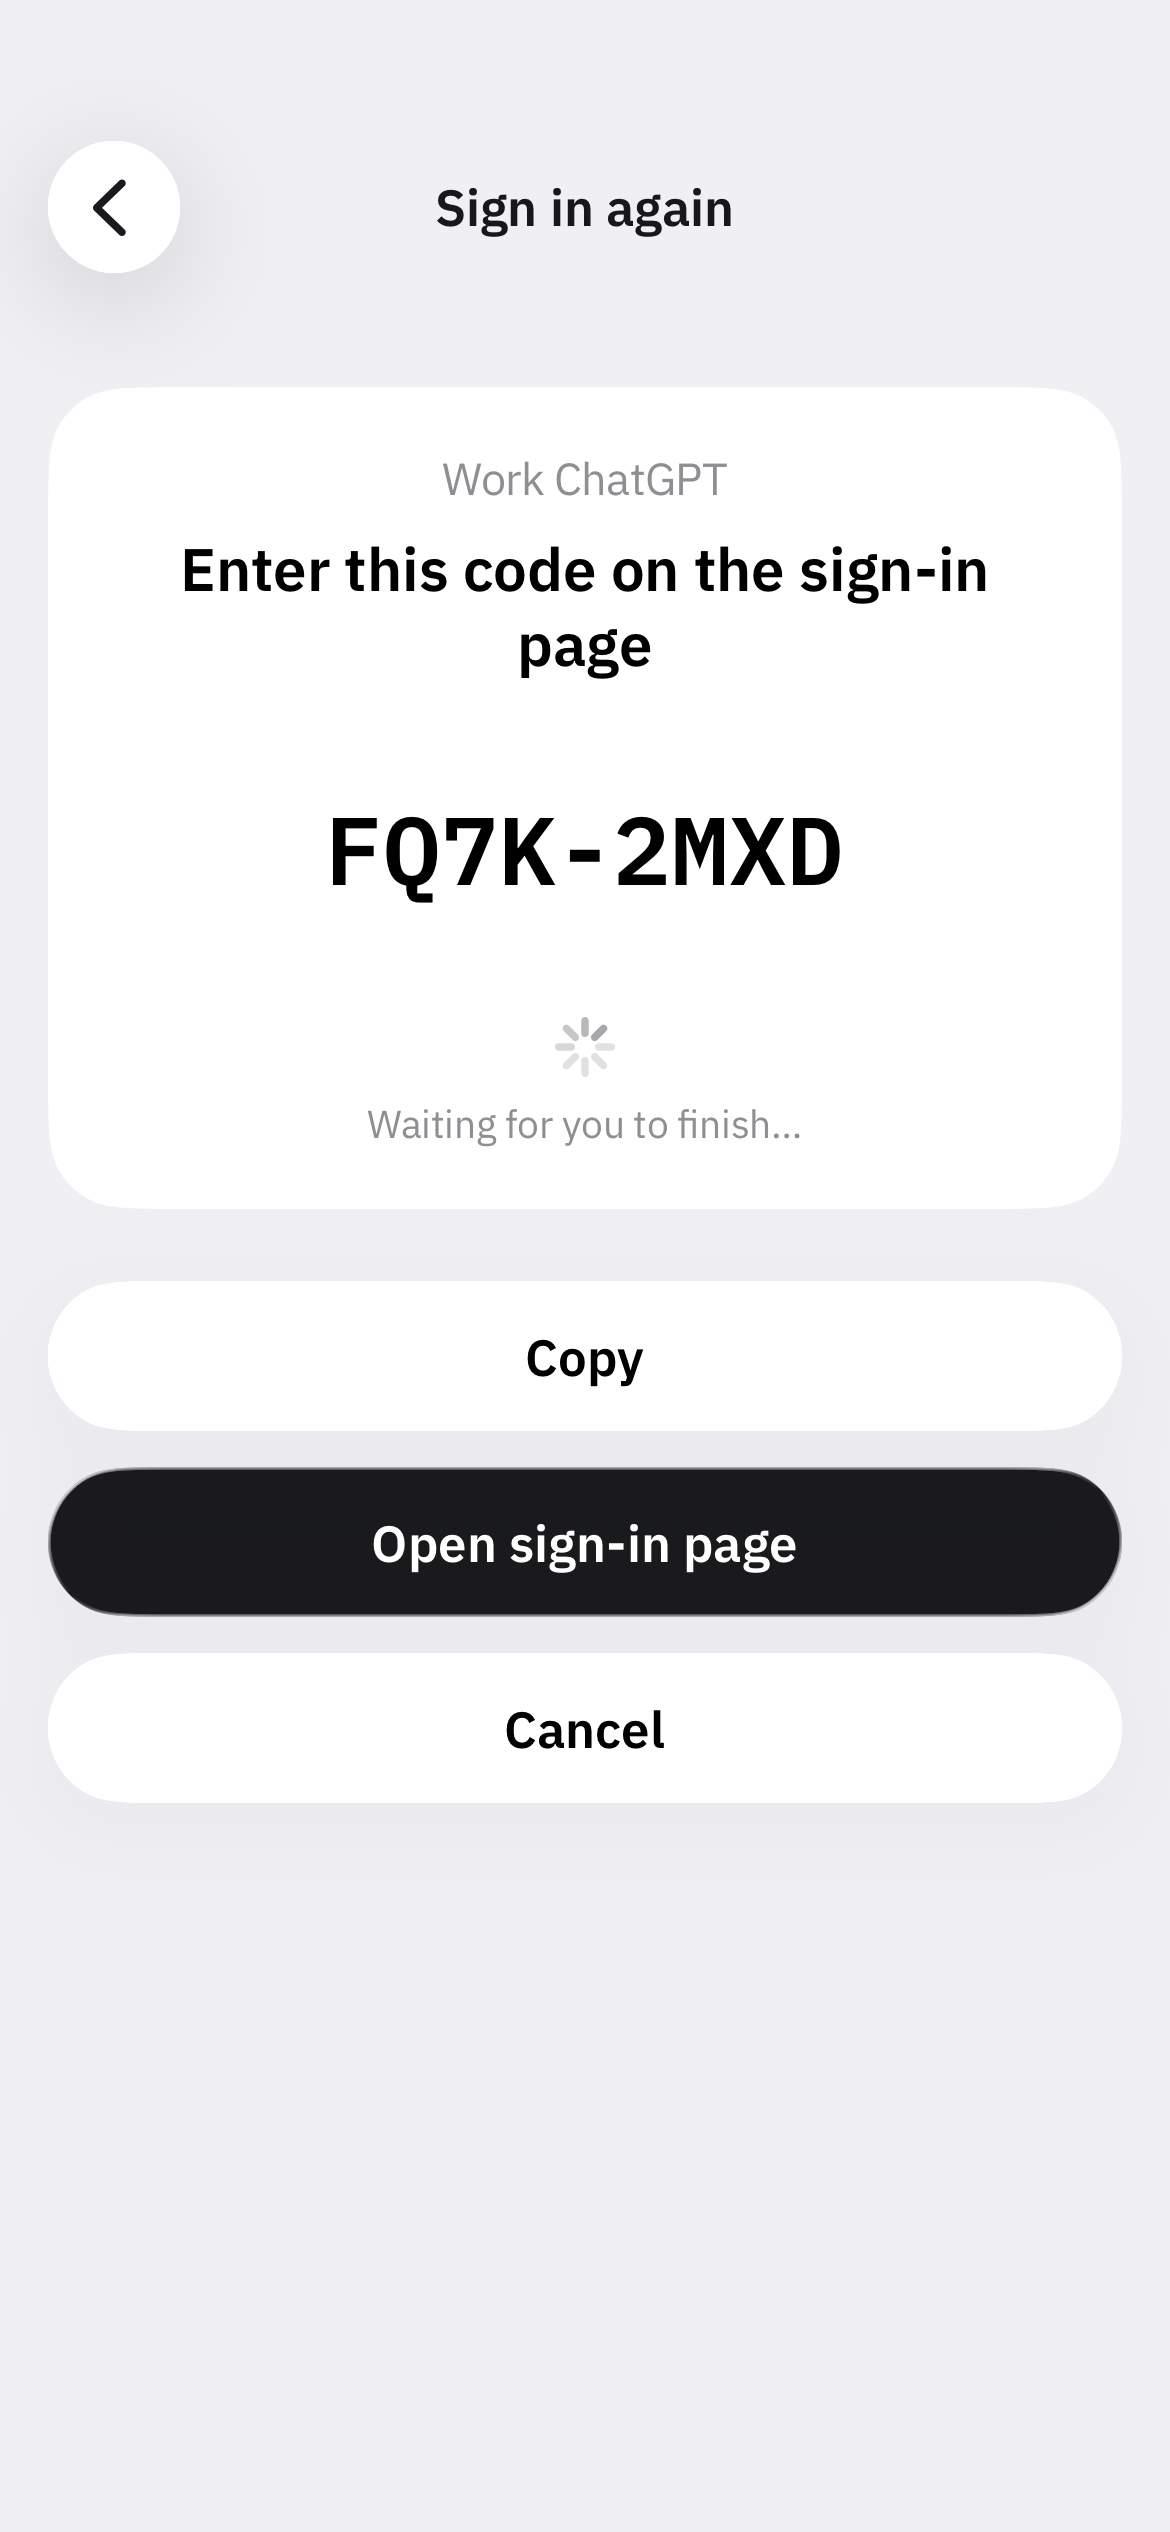 Sign in again
Work ChatGPT
Enter this code on the sign-in
page
FQ7K-2MXD
Waiting for you to finish...
Copy
Open sign-in page
Cancel